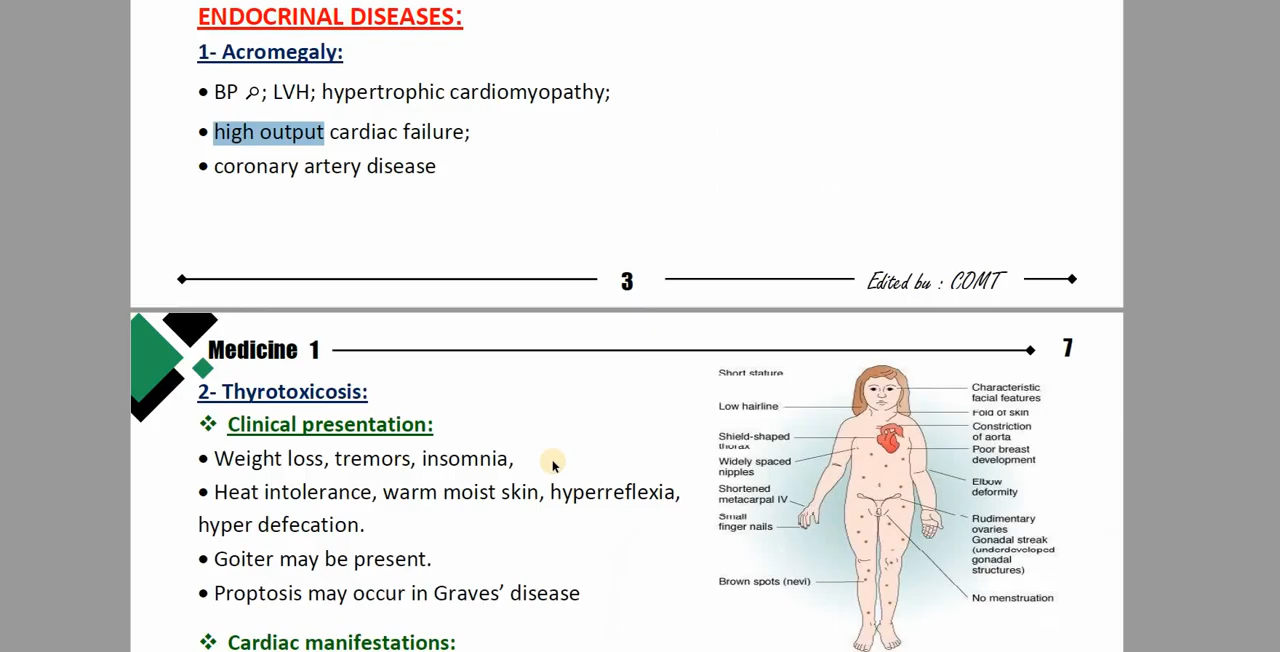 ENDOCRINAL DISEASES:
1- Acromegaly:
• BP ; LVH; hypertrophic cardiomyopathy;
• high output cardiac failure;
• coronary artery disease
3
Edited by : COMT
Medicine 1
7
2- Thyrotoxicosis:
❖ Clinical presentation:
• Weight loss, tremors, insomnia,
• Heat intolerance, warm moist skin, hyperreflexia,
hyper defecation.
• Goiter may be present.
• Proptosis may occur in Graves’ disease
❖ Cardiac manifestations:
Short stature
Low hairline
Shield-shaped
thorax
Widely spaced
nipples
Shortened
metacarpal IV
Small
finger nails
Brown spots (nevi)
Characteristic
facial features
Fold of skin
Constriction
of aorta
Poor breast
development
Elbow
deformity
Rudimentary
ovaries
Gonadal streak
(underdeveloped
gonadal
structures)
No menstruation